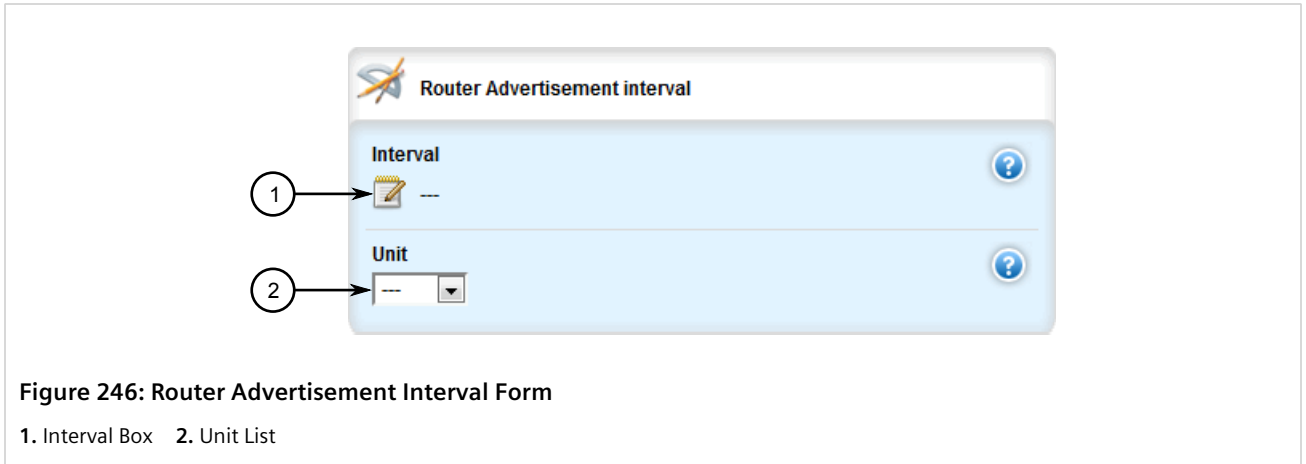 Router Advertisement interval
Interval
1
---
Unit
2
---
Figure 246: Router Advertisement Interval Form
1. Interval Box 2. Unit List